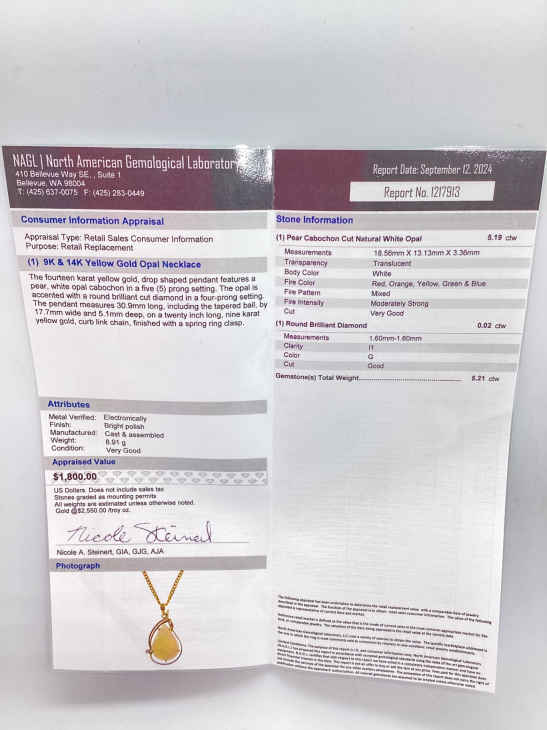 NAGL | North American Gemological Laboratory
410 Bellevue Way SE, , Suite 1
Bellevue, WA 98004
T: (425) 637-0075 F: (425) 283-0449
Consumer Information Appraisal
Appraisal Type: Retail Sales Consumer Information
Purpose: Retail Replacement
(1) 9K & 14K Yellow Gold Opal Necklace
The fourteen karat yellow gold, drop shaped pendant features a
pear, white opal cabochon in a five (5) prong setting. The opal is
accented with a round brilliant cut diamond in a four-prong setting.
The pendant measures 30.9mm long, including the tapered bail, by
17.7mm wide and 5.1mm deep, on a twenty inch long, nine karat
yellow gold, curb link chain, finished with a spring ring clasp.
Attributes
Metal Verified: Electronically
Finish: Bright polish
Manufactured: Cast & assembled
Weight: 8.91 g
Condition: Very Good
Appraised Value
$1,800.00
US Dollars. Does not include sales tax
Stones graded as mounting permits
All weights are estimated unless otherwise noted.
Gold @$2,550.00 /troy oz.
Nicole Steinert
Nicole A. Steinert, GIA, GJG, AJA
Photograph
Report Date: September 12, 2024
Report No. 1217913
Stone Information
(1) Pear Cabochon Cut Natural White Opal 5.19 ctw
Measurements 18.56mm X 13.13mm X 3.36mm
Transparency Translucent
Body Color White
Fire Color Red, Orange, Yellow, Green & Blue
Fire Pattern Mixed
Fire Intensity Moderately Strong
Cut Very Good
(1) Round Brilliant Diamond 0.02 ctw
Measurements 1.60mm-1.60mm
Clarity I1
Color G
Cut Good
Gemstone(s) Total Weight 5.21 ctw